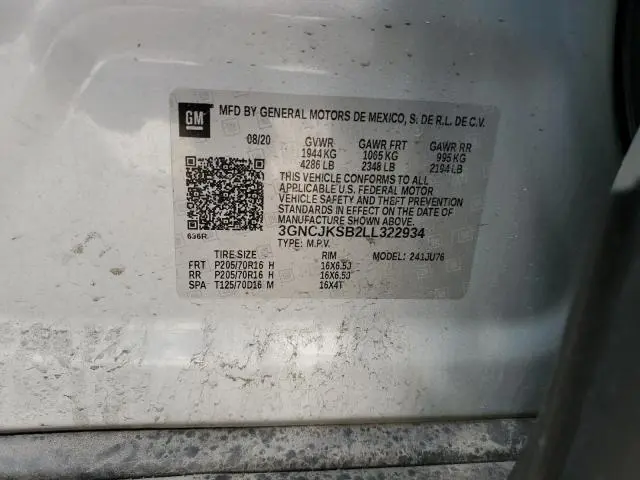 GM
MFD BY GENERAL MOTORS DE MEXICO, S. DE R.L. DE C.V.
08/20 GVWR GAWR FRT GAWR RR
1944 KG 1065 KG 995 KG
4286 LB 2348 LB 2194 LB
THIS VEHICLE CONFORMS TO ALL
APPLICABLE U.S. FEDERAL MOTOR
VEHICLE SAFETY AND THEFT PREVENTION
STANDARDS IN EFFECT ON THE DATE OF
MANUFACTURE SHOWN ABOVE.
3GNCJKSB2LL322934
636R
TYPE: M.P.V.
TIRE SIZE RIM MODEL: 241JU76
FRT P205/70R16 H 16X6.5J
RR P205/70R16 H 16X6.5J
SPA T125/70D16 M 16X4T